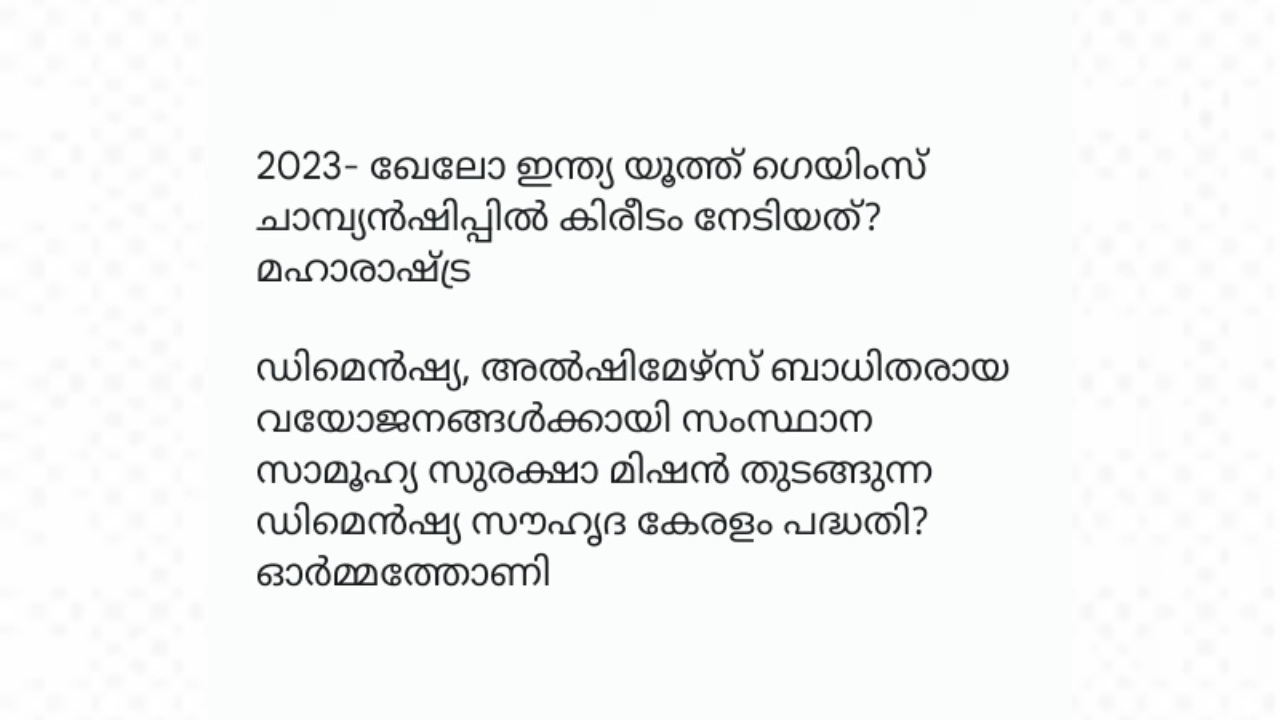 2023- ഖേലോ ഇന്ത്യ യൂത്ത് ഗെയിംസ്
ചാമ്പ്യൻഷിപ്പിൽ കിരീടം നേടിയത്?
മഹാരാഷ്ട്ര
ഡിമെൻഷ്യ, അൽഷിമേഴ്സ് ബാധിതരായ
വയോജനങ്ങൾക്കായി സംസ്ഥാന
സാമൂഹ്യ സുരക്ഷാ മിഷൻ തുടങ്ങുന്ന
ഡിമെൻഷ്യ സൗഹൃദ കേരളം പദ്ധതി?
ഓർമ്മത്തോണി